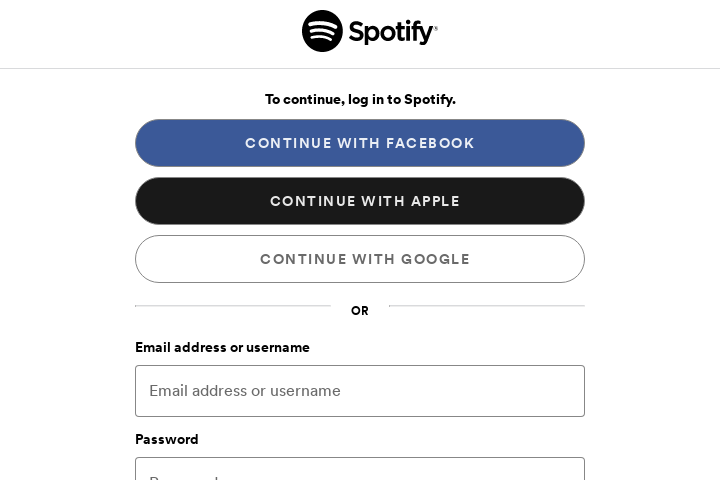 Spotify®
To continue, log in to Spotify.
CONTINUE WITH FACEBOOK
CONTINUE WITH APPLE
CONTINUE WITH GOOGLE
OR
Email address or username
Email address or username
Password